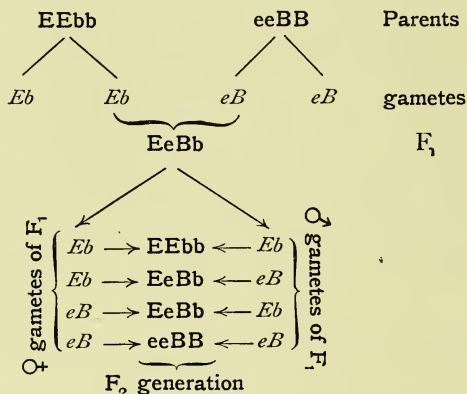 EEbb eeBB Parents
Eb Eb eB eB gametes
EeBb F₁
♀ gametes of F₁
Eb → EEbb ← Eb
Eb → EeBb ← eB
eB → EeBb ← Eb
eB → eeBB ← eB
♂ gametes of F₁
F₂ generation